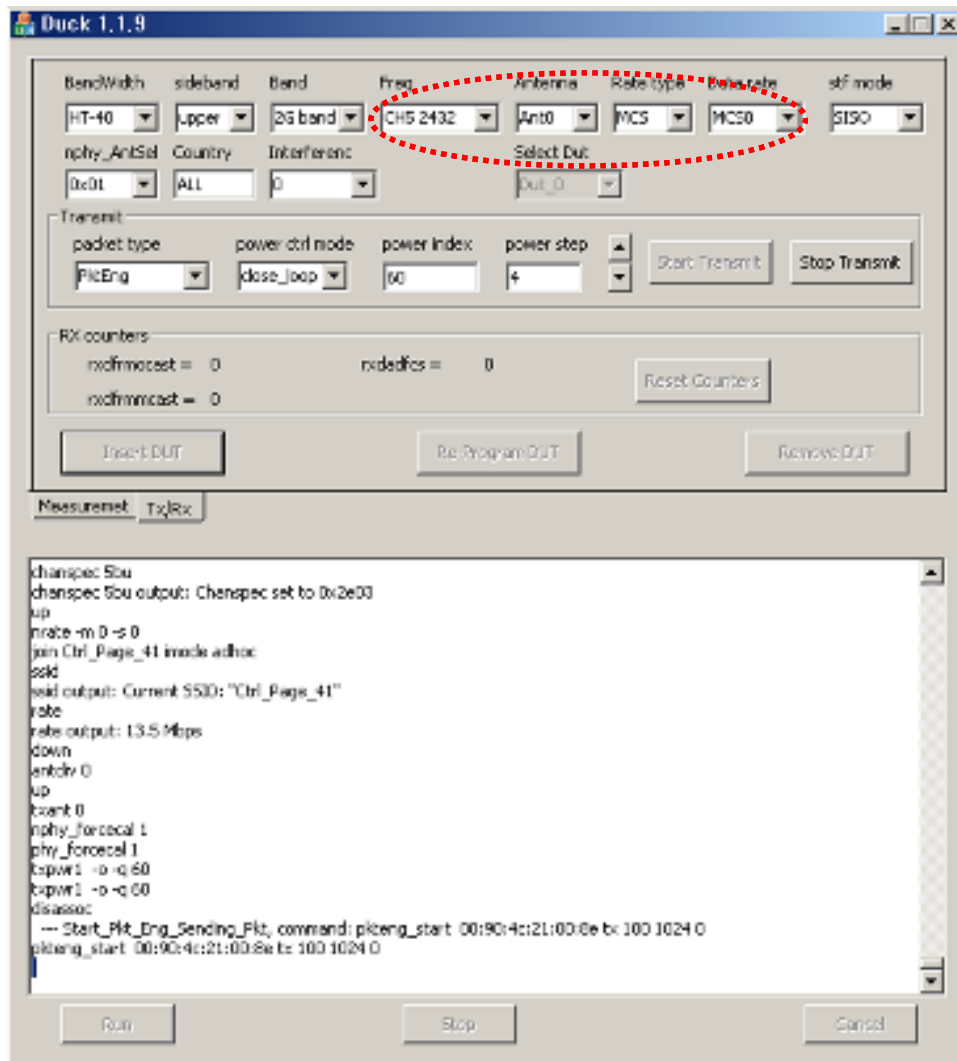 Duck 1.1.9
BandWidth sideband Band Freq Antenna Rate type Data rate stf mode
HT-40 upper 2G band CH5 2432 Ant0 MCS MCS0 SISO
nphy_AntSel Country Interferenc Select Dut
0x01 ALL 0 Dut_0
Transmit
packet type power ctrl mode power index power step
PktEng close_loop 60 4 Start Transmit Stop Transmit
RX counters
rxdfrmocast = 0 rxdadfcs = 0 Reset Counters
rxdfrmmcast = 0
Insert DUT Re-Program DUT Remove DUT
Measuremet Tx/Rx
chanspec 5bu
chanspec 5bu output: Chanspec set to 0x2e03
up
nrate -m 0 -s 0
join Ctrl_Page_41 imode adhoc
ssid
ssid output: Current SSID: "Ctrl_Page_41"
rate
rate output: 13.5 Mbps
down
antdiv 0
up
txant 0
nphy_forcecal 1
phy_forcecal 1
txpwr1 -o -q 60
txpwr1 -o -q 60
disassoc
--- Start_Pkt_Eng_Sending_Pkt, command: pkteng_start 00:90:4c:21:00:8e tx 100 1024 0
pkteng_start 00:90:4c:21:00:8e tx 100 1024 0
Run Stop Cansel